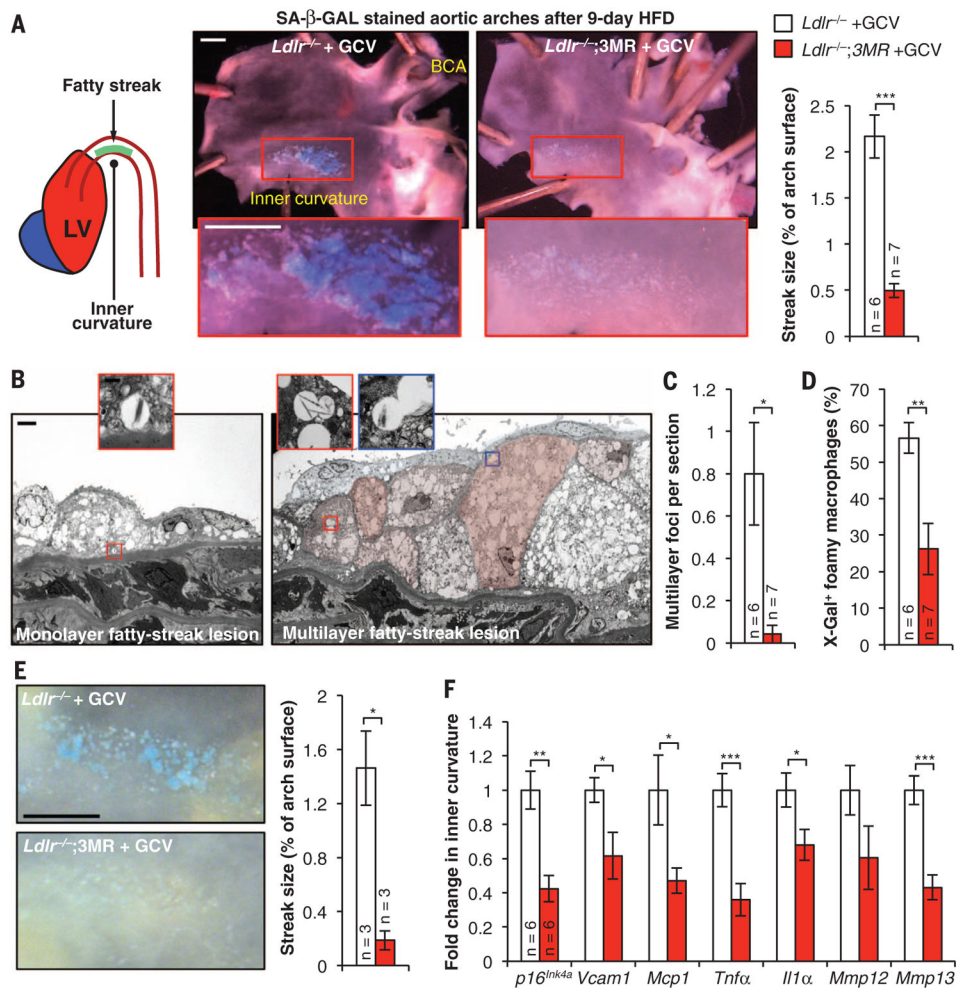 A
SA-β-GAL stained aortic arches after 9-day HFD
Ldlr⁻/⁻ + GCV
BCA
Inner curvature
Ldlr⁻/⁻;3MR + GCV
Fatty streak
LV
Inner
curvature
Ldlr⁻/⁻ +GCV
Ldlr⁻/⁻;3MR +GCV
Streak size (% of arch surface)
2.5
2
1.5
1
0.5
0
***
n = 6
n = 7
B
Monolayer fatty-streak lesion
Multilayer fatty-streak lesion
C
Multilayer foci per section
1.2
1
0.8
0.6
0.4
0.2
0
*
n = 6
n = 7
D
X-Gal⁺ foamy macrophages (%)
70
60
50
40
30
20
10
0
**
n = 6
n = 7
E
Ldlr⁻/⁻ + GCV
Ldlr⁻/⁻;3MR + GCV
Streak size (% of arch surface)
2
1.6
1.2
0.8
0.4
0
*
n = 3
n = 3
F
Fold change in inner curvature
1.4
1.2
1
0.8
0.6
0.4
0.2
0
** * * *** * ***
n = 6
n = 6
p16ᴵⁿᵏ⁴ᵃ Vcam1 Mcp1 Tnfα Il1α Mmp12 Mmp13